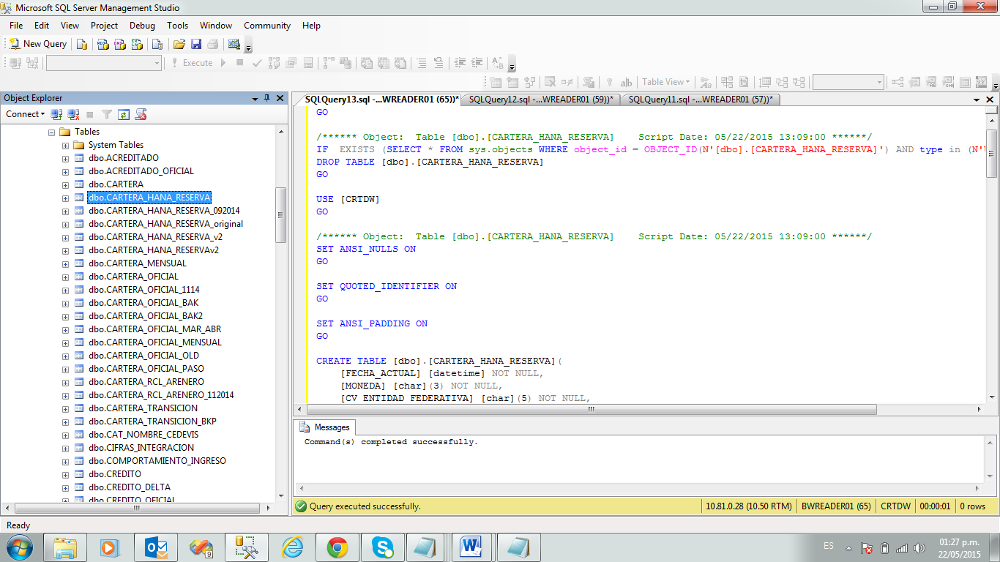 Microsoft SQL Server Management Studio
File Edit View Project Debug Tools Window Community Help
New Query
Execute
Table View
Object Explorer
Connect
Tables
System Tables
dbo.ACREDITADO
dbo.ACREDITADO_OFICIAL
dbo.CARTERA
dbo.CARTERA_HANA_RESERVA
dbo.CARTERA_HANA_RESERVA_092014
dbo.CARTERA_HANA_RESERVA_original
dbo.CARTERA_HANA_RESERVA_v2
dbo.CARTERA_HANA_RESERVAv2
dbo.CARTERA_MENSUAL
dbo.CARTERA_OFICIAL
dbo.CARTERA_OFICIAL_1114
dbo.CARTERA_OFICIAL_BAK
dbo.CARTERA_OFICIAL_BAK2
dbo.CARTERA_OFICIAL_MAR_ABR
dbo.CARTERA_OFICIAL_MENSUAL
dbo.CARTERA_OFICIAL_OLD
dbo.CARTERA_OFICIAL_PASO
dbo.CARTERA_RCL_ARENERO
dbo.CARTERA_RCL_ARENERO_112014
dbo.CARTERA_TRANSICION
dbo.CARTERA_TRANSICION_BKP
dbo.CAT_NOMBRE_CEDEVIS
dbo.CIFRAS_INTEGRACION
dbo.COMPORTAMIENTO_INGRESO
dbo.CREDITO
dbo.CREDITO_DELTA
dbo.CREDITO_OFICIAL
SQLQuery13.sql -...WREADER01 (65))* SQLQuery12.sql -...WREADER01 (59))* SQLQuery11.sql -...WREADER01 (57))*
GO
/****** Object:  Table [dbo].[CARTERA_HANA_RESERVA]    Script Date: 05/22/2015 13:09:00 ******/
IF  EXISTS (SELECT * FROM sys.objects WHERE object_id = OBJECT_ID(N'[dbo].[CARTERA_HANA_RESERVA]') AND type in (N'
DROP TABLE [dbo].[CARTERA_HANA_RESERVA]
GO
USE [CRTDW]
GO
/****** Object:  Table [dbo].[CARTERA_HANA_RESERVA]    Script Date: 05/22/2015 13:09:00 ******/
SET ANSI_NULLS ON
GO
SET QUOTED_IDENTIFIER ON
GO
SET ANSI_PADDING ON
GO
CREATE TABLE [dbo].[CARTERA_HANA_RESERVA](
[FECHA_ACTUAL] [datetime] NOT NULL,
[MONEDA] [char](3) NOT NULL,
[CV_ENTIDAD_FEDERATIVA] [char](5) NOT NULL,
Messages
Command(s) completed successfully.
Query executed successfully. 10.81.0.28 (10.50 RTM) BWREADER01 (65) CRTDW 00:00:01 0 rows
Ready
9
ES
01:27 p.m.
22/05/2015